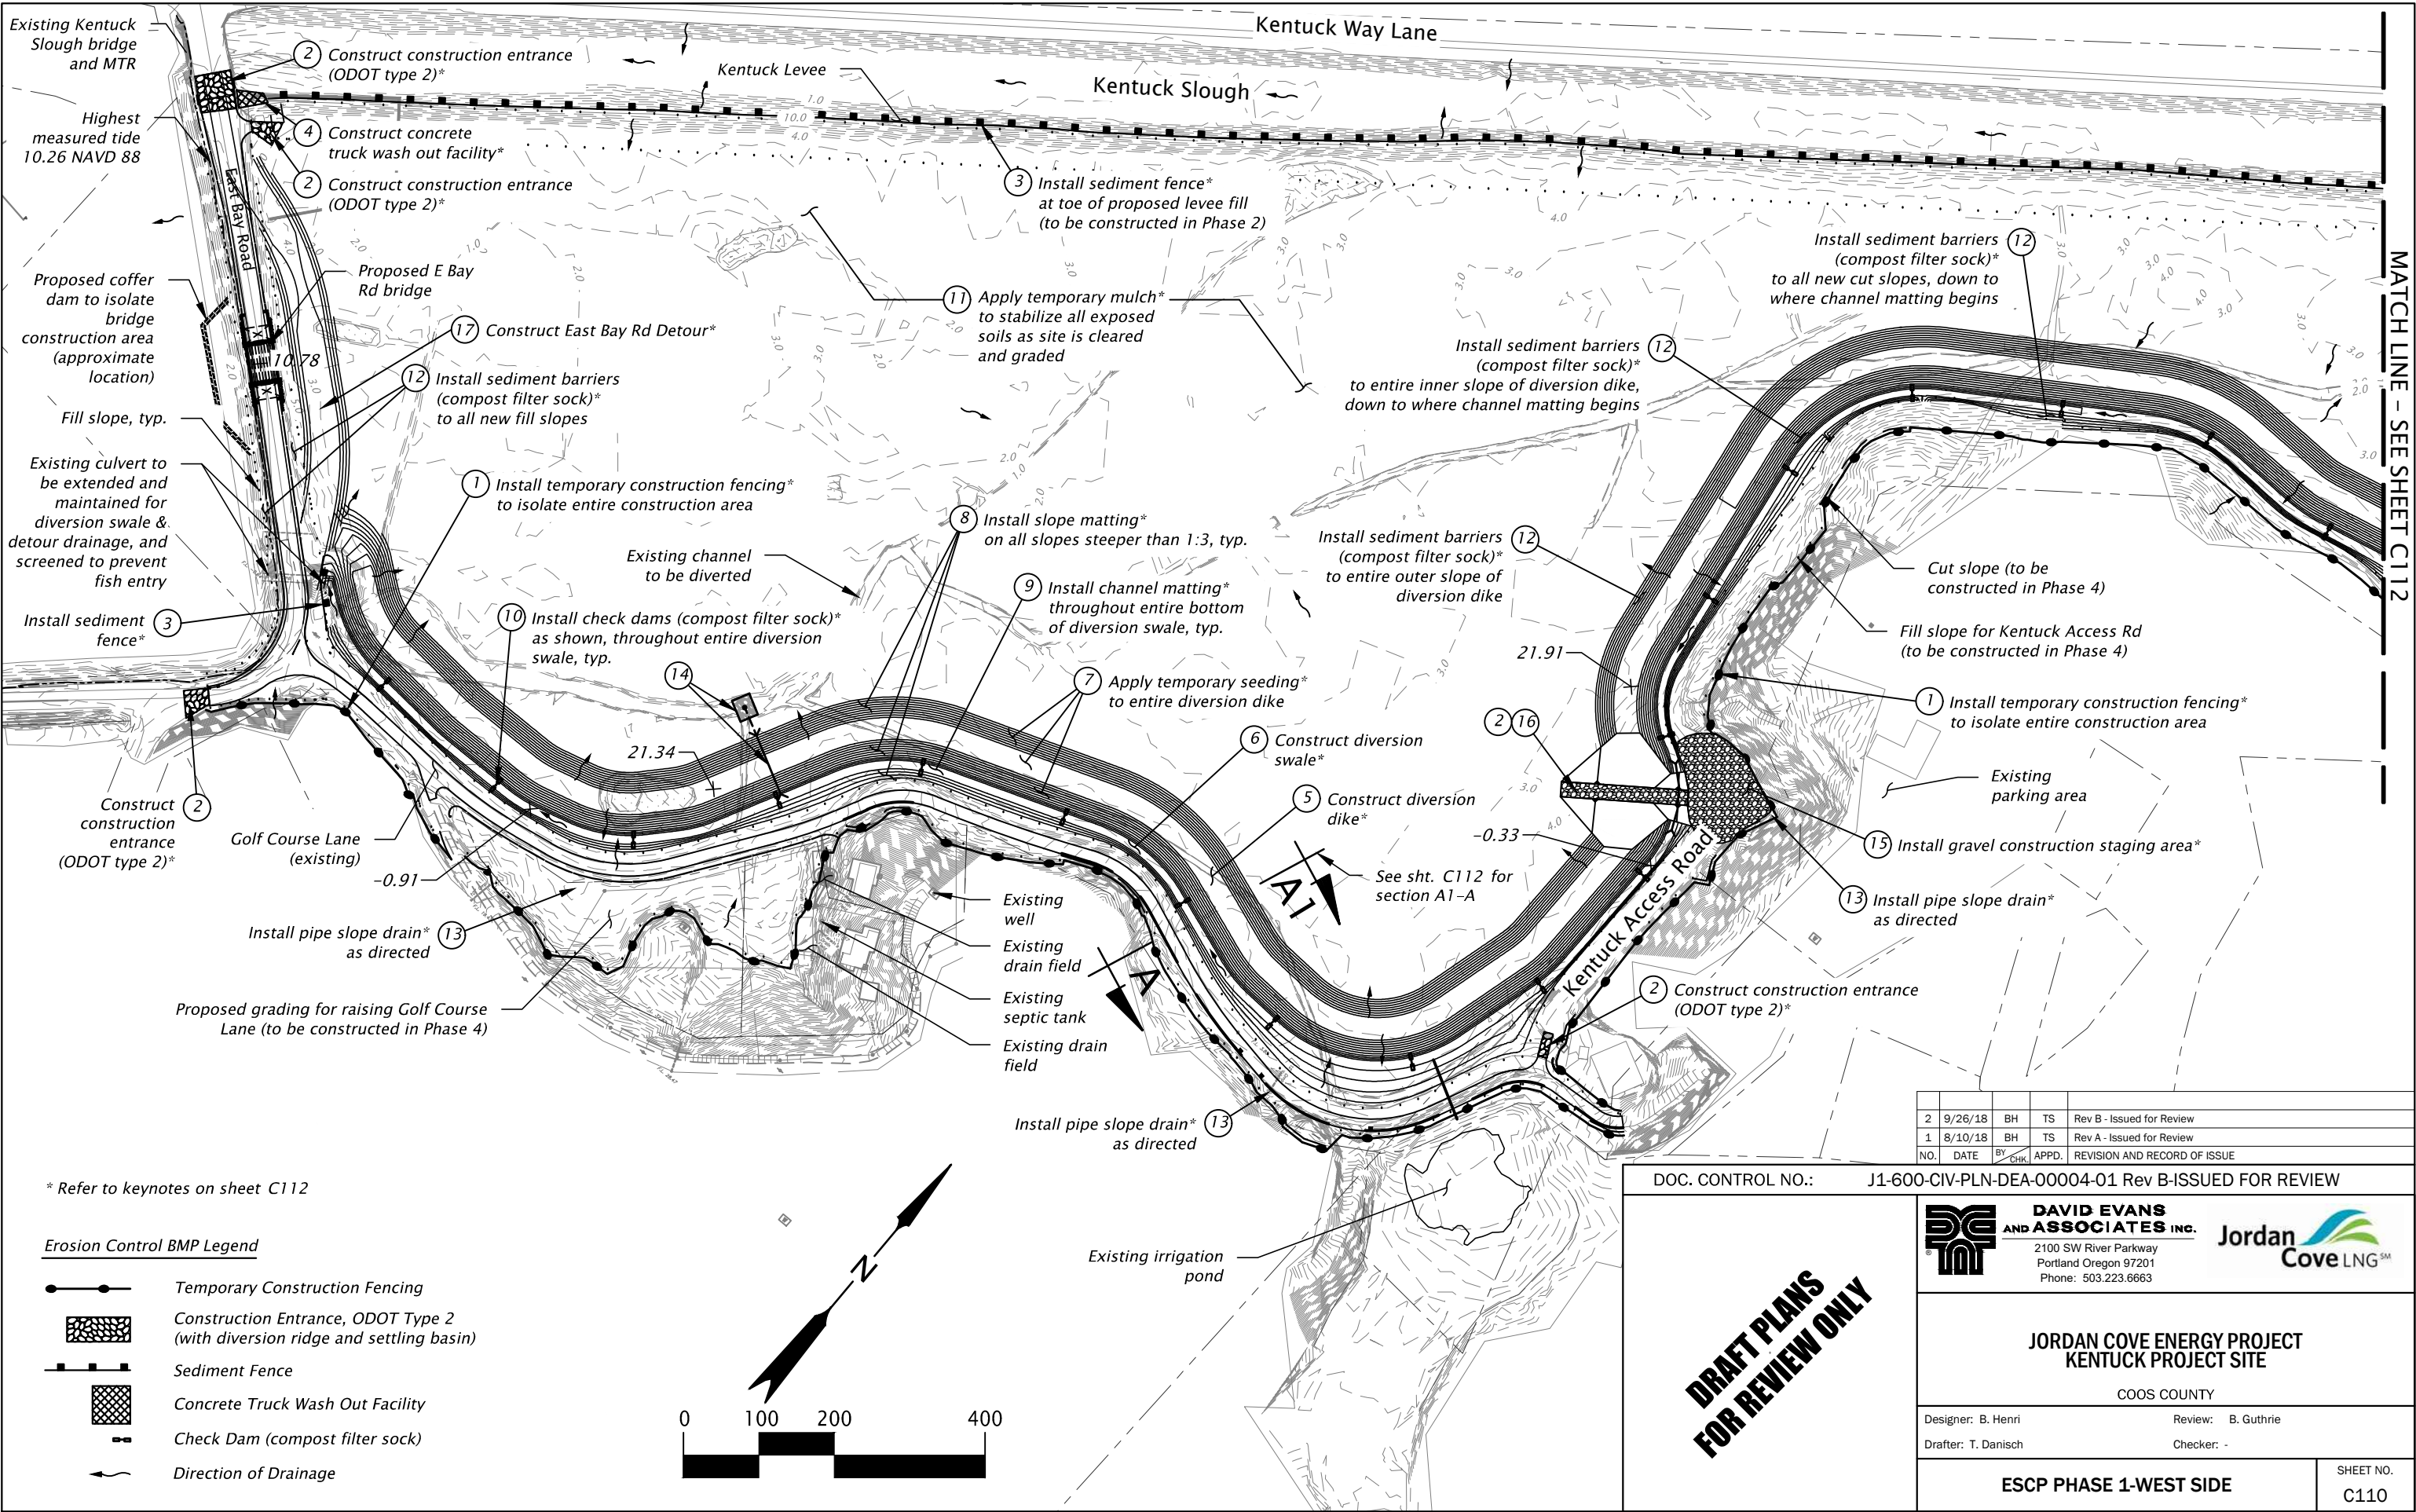 Existing Kentuck
Slough bridge
and MTR
2 Construct construction entrance
(ODOT type 2)*
Kentuck Way Lane
Kentuck Levee
Kentuck Slough
Highest
measured tide
10.26 NAVD 88
4 Construct concrete
truck wash out facility*
2 Construct construction entrance
(ODOT type 2)*
1.0
10.0
4.0
East Bay Road
3 Install sediment fence*
at toe of proposed levee fill
(to be constructed in Phase 2)
Install sediment barriers 12
(compost filter sock)*
to all new cut slopes, down to
where channel matting begins
MATCH LINE – SEE SHEET C112
Proposed coffer
dam to isolate
bridge
construction area
(approximate
location)
Proposed E Bay
Rd bridge
11 Apply temporary mulch*
to stabilize all exposed
soils as site is cleared
and graded
17 Construct East Bay Rd Detour*
10.78
Install sediment barriers 12
(compost filter sock)*
to entire inner slope of diversion dike,
down to where channel matting begins
12 Install sediment barriers
(compost filter sock)*
to all new fill slopes
Fill slope, typ.
Existing culvert to
be extended and
maintained for
diversion swale &
detour drainage, and
screened to prevent
fish entry
1 Install temporary construction fencing*
to isolate entire construction area
8 Install slope matting*
on all slopes steeper than 1:3, typ.
Install sediment barriers 12
(compost filter sock)*
to entire outer slope of
diversion dike
Existing channel
to be diverted
9 Install channel matting*
throughout entire bottom
of diversion swale, typ.
Cut slope (to be
constructed in Phase 4)
Install sediment 3
fence*
10 Install check dams (compost filter sock)*
as shown, throughout entire diversion
swale, typ.
Fill slope for Kentuck Access Rd
(to be constructed in Phase 4)
14
21.91
7 Apply temporary seeding*
to entire diversion dike
1 Install temporary construction fencing*
to isolate entire construction area
2 16
21.34
6 Construct diversion
swale*
Existing
parking area
Construct 2
construction
entrance
(ODOT type 2)*
5 Construct diversion
dike*
-0.33
Golf Course Lane
(existing)
15 Install gravel construction staging area*
-0.91
A1
See sht. C112 for
section A1-A
Existing
well
13 Install pipe slope drain*
as directed
Kentuck Access Road
Install pipe slope drain* 13
as directed
Existing
drain field
A
Proposed grading for raising Golf Course
Lane (to be constructed in Phase 4)
Existing
septic tank
2 Construct construction entrance
(ODOT type 2)*
Existing drain
field
Install pipe slope drain* 13
as directed
Existing irrigation
pond
* Refer to keynotes on sheet C112
Erosion Control BMP Legend
Temporary Construction Fencing
Construction Entrance, ODOT Type 2
(with diversion ridge and settling basin)
Sediment Fence
Concrete Truck Wash Out Facility
Check Dam (compost filter sock)
Direction of Drainage
N
0 100 200 400
2 9/26/18 BH TS Rev B - Issued for Review
1 8/10/18 BH TS Rev A - Issued for Review
NO. DATE BY CHK. APPD. REVISION AND RECORD OF ISSUE
DOC. CONTROL NO.: J1-600-CIV-PLN-DEA-00004-01 Rev B-ISSUED FOR REVIEW
DRAFT PLANS
FOR REVIEW ONLY
DAVID EVANS
AND ASSOCIATES INC.
2100 SW River Parkway
Portland Oregon 97201
Phone: 503.223.6663
Jordan
Cove LNG SM
JORDAN COVE ENERGY PROJECT
KENTUCK PROJECT SITE
COOS COUNTY
Designer: B. Henri Review: B. Guthrie
Drafter: T. Danisch Checker: -
ESCP PHASE 1-WEST SIDE
SHEET NO.
C110